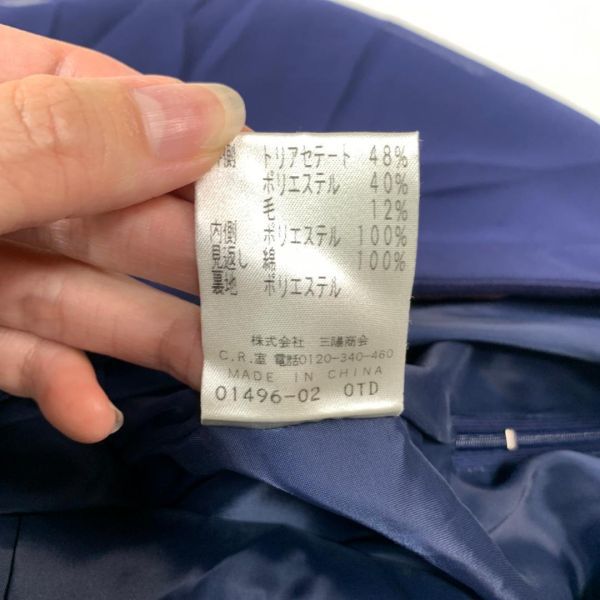 外側 トリアセテート 48%
ポリエステル 40%
毛 12%
内側 ポリエステル 100%
見返し 綿 100%
裏地 ポリエステル
株式会社 三陽商会
C.R.室 電話0120-340-460
MADE IN CHINA
01496-02 OTD